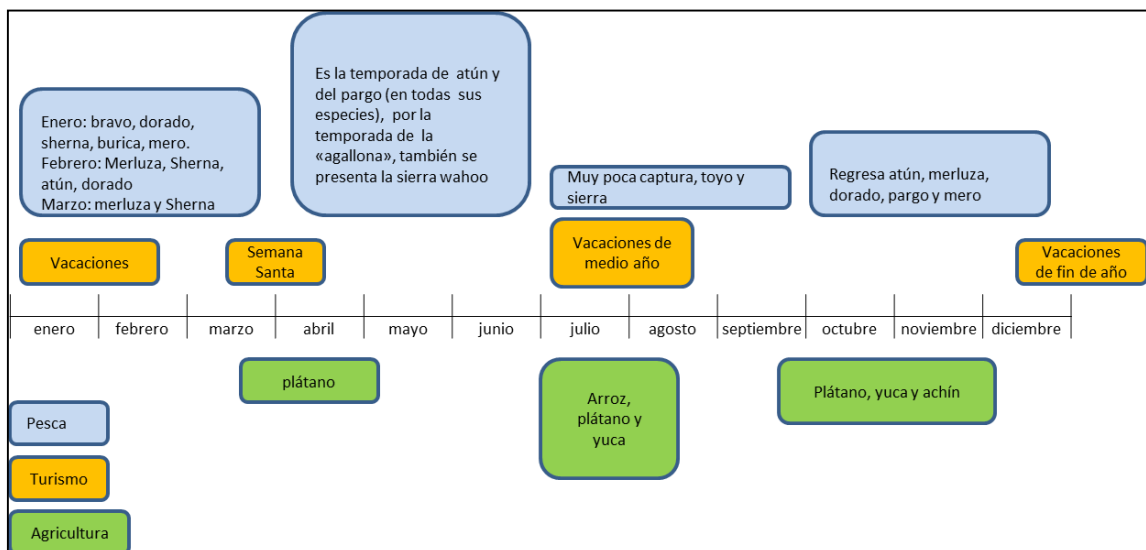 Enero: bravo, dorado,
sherna, burica, mero.
Febrero: Merluza, Sherna,
atún, dorado
Marzo: merluza y Sherna
Es la temporada de atún y
del pargo (en todas sus
especies), por la
temporada de la
«agallona», también se
presenta la sierra wahoo
Muy poca captura, toyo y
sierra
Regresa atún, merluza,
dorado, pargo y mero
Vacaciones
Semana
Santa
Vacaciones de
medio año
Vacaciones
de fin de año
enero
febrero
marzo
abril
mayo
junio
julio
agosto
septiembre
octubre
noviembre
diciembre
plátano
Arroz,
plátano y
yuca
Plátano, yuca y achín
Pesca
Turismo
Agricultura